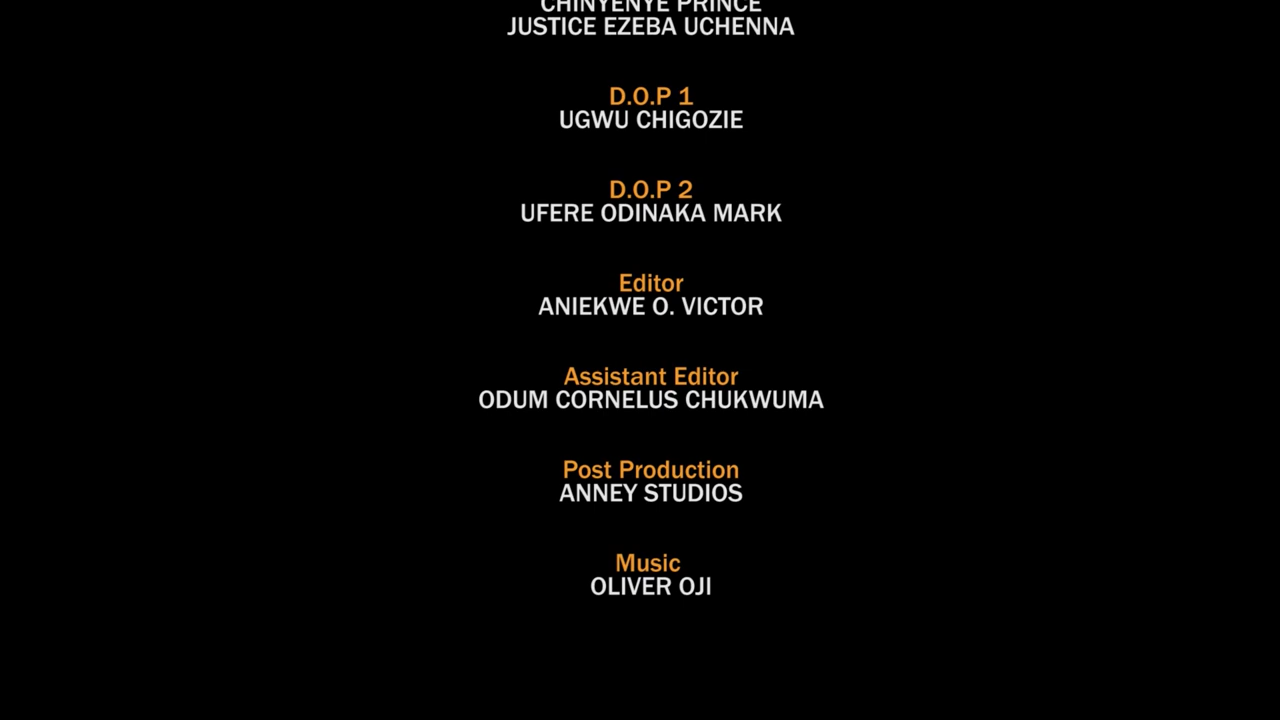 CHINYENYE PRINCE
JUSTICE EZEBA UCHENNA
D.O.P 1
UGWU CHIGOZIE
D.O.P 2
UFERE ODINAKA MARK
Editor
ANIEKWE O. VICTOR
Assistant Editor
ODUM CORNELUS CHUKWUMA
Post Production
ANNEY STUDIOS
Music
OLIVER OJI